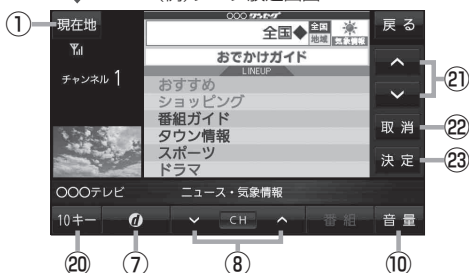 ①
現在地
○○○
全国◆
全国
地域
気象情報
戻る
チャンネル 1
おでかけガイド
LINEUP
おすすめ
ショッピング
番組ガイド
タウン情報
スポーツ
ドラマ
㉑
取消
㉒
決定
㉓
○○○テレビ
ニュース・気象情報
10キー
d
CH
番組
音量
⑳
⑦
⑧
⑩